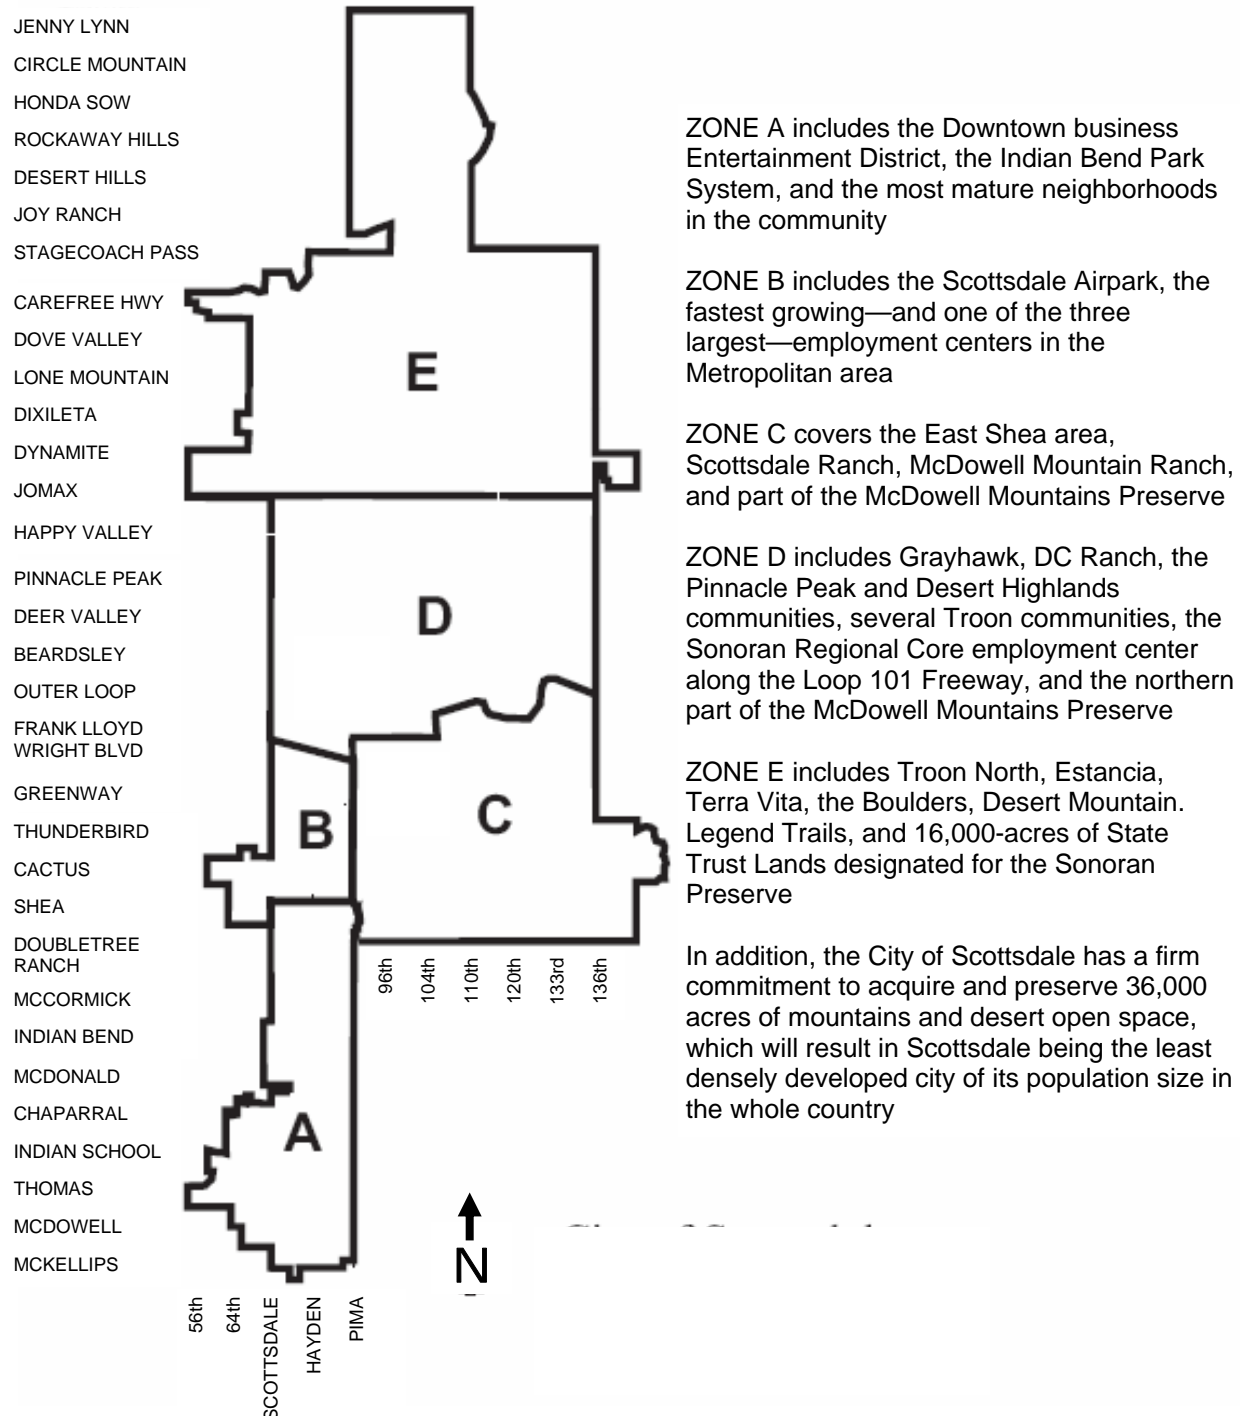 JENNY LYNN
CIRCLE MOUNTAIN
HONDA SOW
ROCKAWAY HILLS
DESERT HILLS
JOY RANCH
STAGECOACH PASS
CAREFREE HWY
DOVE VALLEY
LONE MOUNTAIN
DIXILETA
DYNAMITE
JOMAX
HAPPY VALLEY
PINNACLE PEAK
DEER VALLEY
BEARDSLEY
OUTER LOOP
FRANK LLOYD
WRIGHT BLVD
GREENWAY
THUNDERBIRD
CACTUS
SHEA
DOUBLETREE
RANCH
MCCORMICK
INDIAN BEND
MCDONALD
CHAPARRAL
INDIAN SCHOOL
THOMAS
MCDOWELL
MCKELLIPS
E
D
B
C
A
96th
104th
110th
120th
133rd
136th
56th
64th
SCOTTSDALE
HAYDEN
PIMA
N
ZONE A includes the Downtown business
Entertainment District, the Indian Bend Park
System, and the most mature neighborhoods
in the community
ZONE B includes the Scottsdale Airpark, the
fastest growing—and one of the three
largest—employment centers in the
Metropolitan area
ZONE C covers the East Shea area,
Scottsdale Ranch, McDowell Mountain Ranch,
and part of the McDowell Mountains Preserve
ZONE D includes Grayhawk, DC Ranch, the
Pinnacle Peak and Desert Highlands
communities, several Troon communities, the
Sonoran Regional Core employment center
along the Loop 101 Freeway, and the northern
part of the McDowell Mountains Preserve
ZONE E includes Troon North, Estancia,
Terra Vita, the Boulders, Desert Mountain.
Legend Trails, and 16,000-acres of State
Trust Lands designated for the Sonoran
Preserve
In addition, the City of Scottsdale has a firm
commitment to acquire and preserve 36,000
acres of mountains and desert open space,
which will result in Scottsdale being the least
densely developed city of its population size in
the whole country